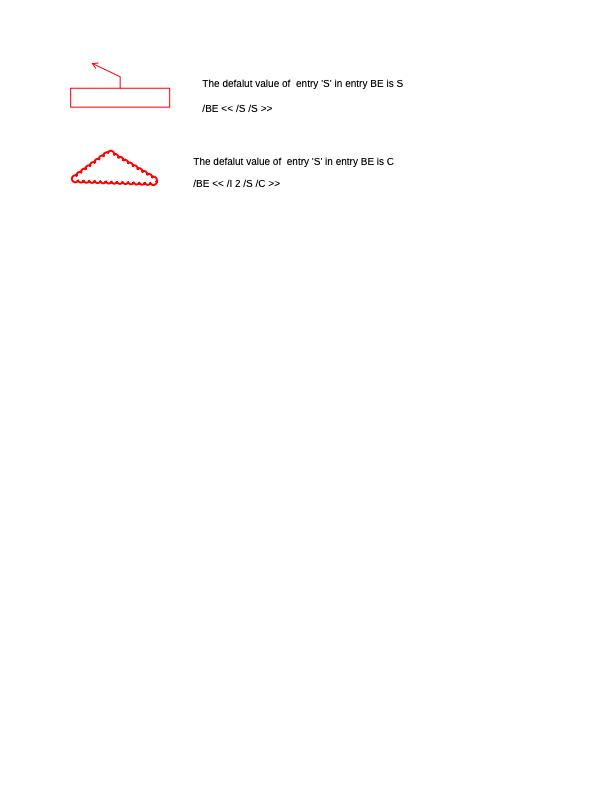 The defalut value of  entry 'S' in entry BE is S
/BE << /S /S >>
The defalut value of  entry 'S' in entry BE is C
/BE << /I 2 /S /C >>